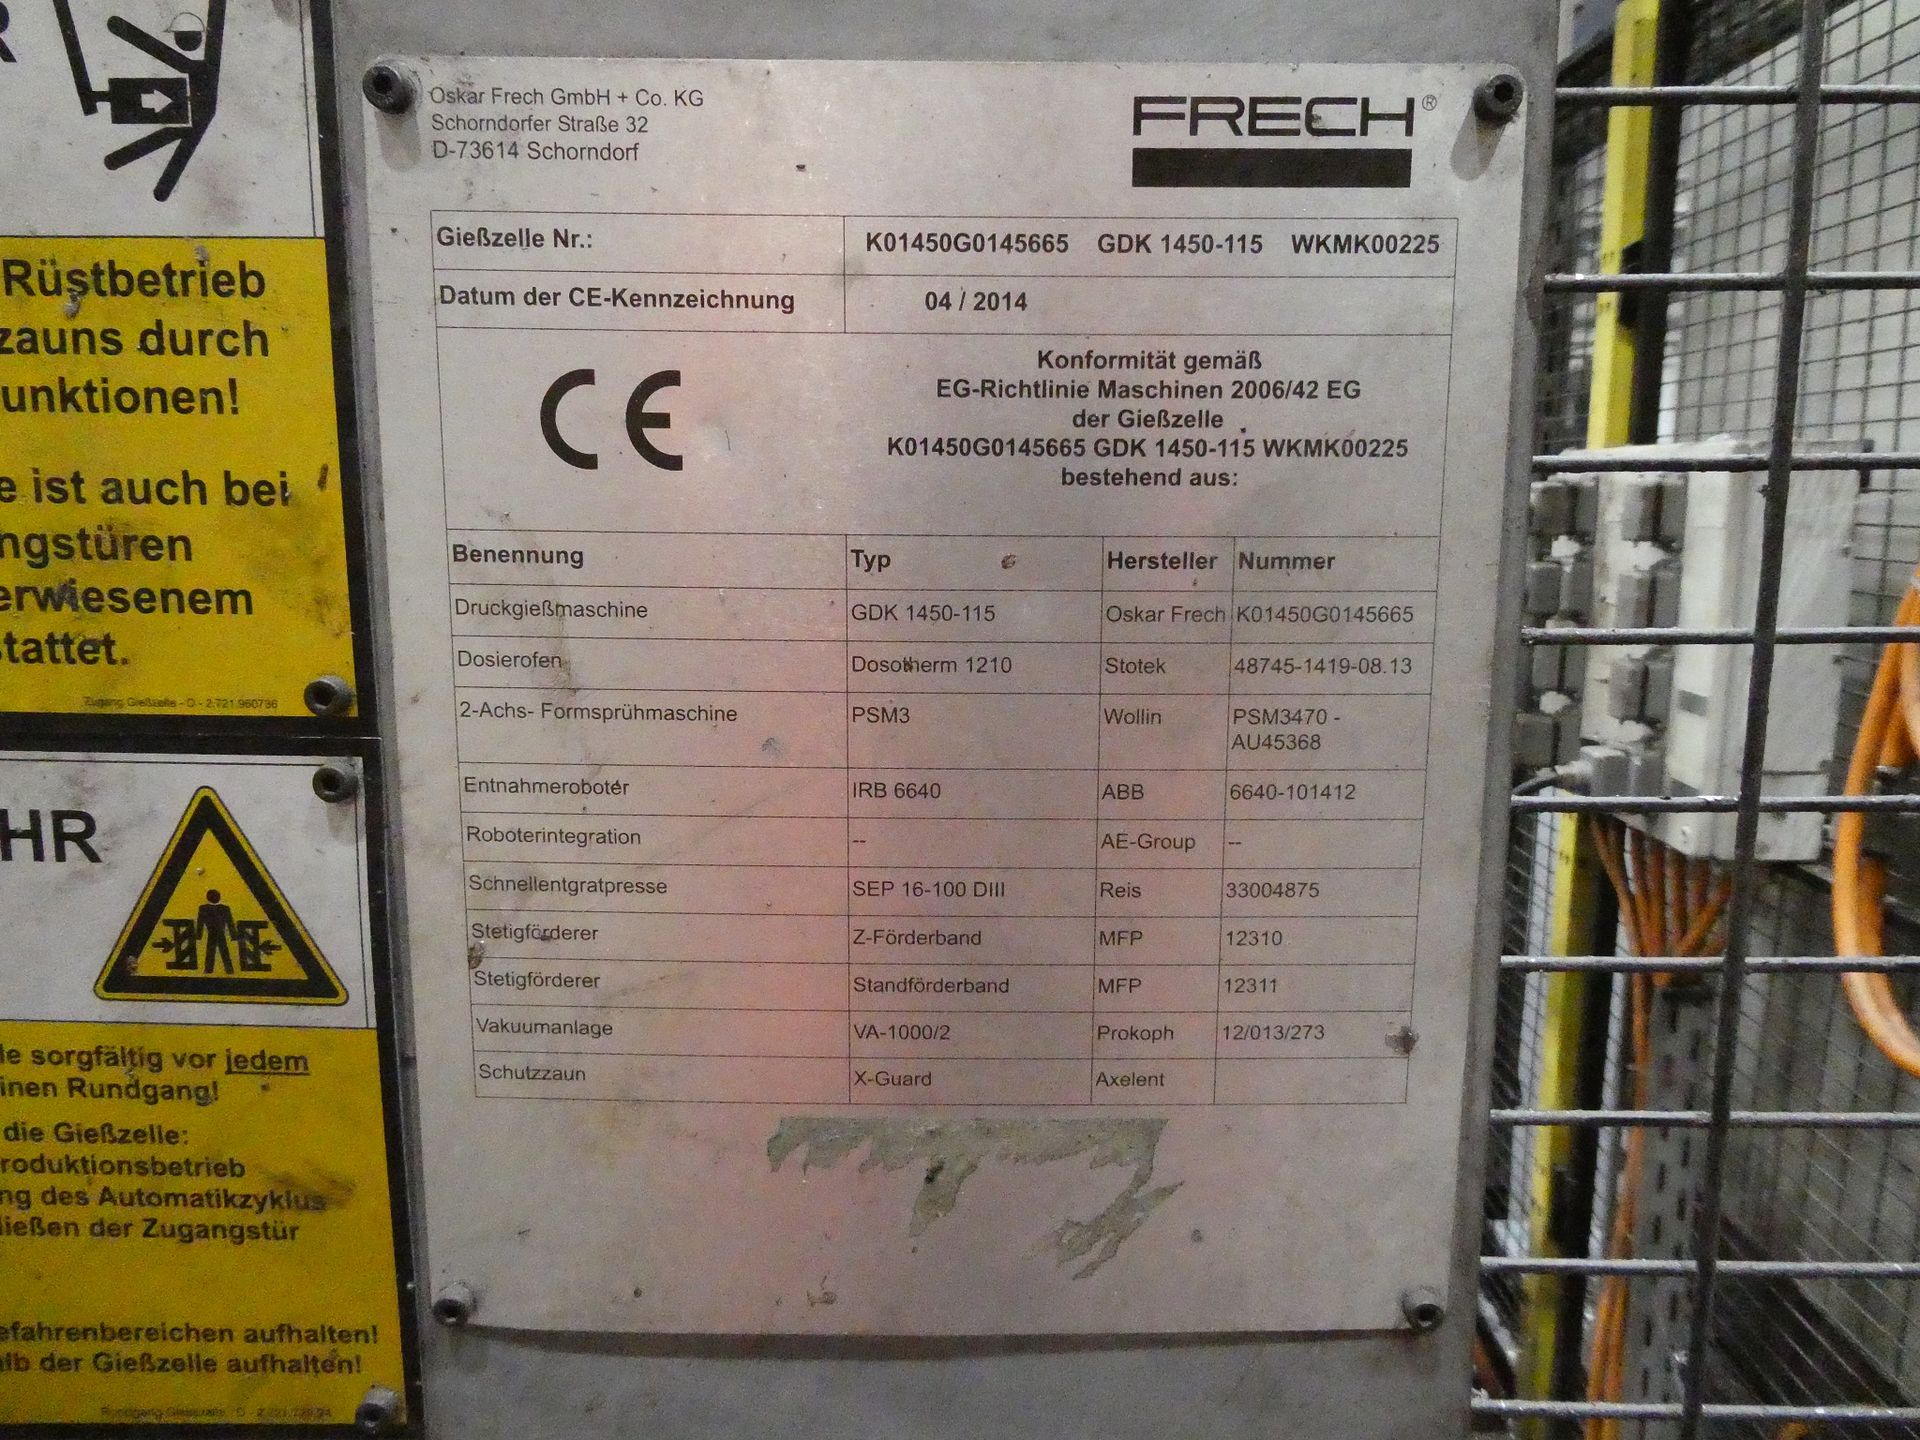 Oskar Frech GmbH + Co. KG
Schorndorfer Straße 32
D-73614 Schorndorf
FRECH®
Gießzelle Nr.: K01450G0145665 GDK 1450-115 WKMK00225
Datum der CE-Kennzeichnung 04 / 2014
CE
Konformität gemäß
EG-Richtlinie Maschinen 2006/42 EG
der Gießzelle
K01450G0145665 GDK 1450-115 WKMK00225
bestehend aus:
Benennung Typ Hersteller Nummer
Druckgießmaschine GDK 1450-115 Oskar Frech K01450G0145665
Dosierofen Dosotherm 1210 Stotek 48745-1419-08.13
2-Achs- Formsprühmaschine PSM3 Wollin PSM3470 -
AU45368
Entnahmeroboter IRB 6640 ABB 6640-101412
Roboterintegration -- AE-Group --
Schnellentgratpresse SEP 16-100 DIII Reis 33004875
Stetigförderer Z-Förderband MFP 12310
Stetigförderer Standförderband MFP 12311
Vakuumanlage VA-1000/2 Prokoph 12/013/273
Schutzzaun X-Guard Axelent
R
Rüstbetrieb
zauns durch
unktionen!
e ist auch bei
ngstüren
erwiesenem
tattet.
Zugang Gießzelle - D - 2.721.960736
HR
le sorgfältig vor jedem
inen Rundgang!
die Gießzelle:
roduktionsbetrieb
ng des Automatikzyklus
ließen der Zugangstür
efahrenbereichen aufhalten!
lb der Gießzelle aufhalten!